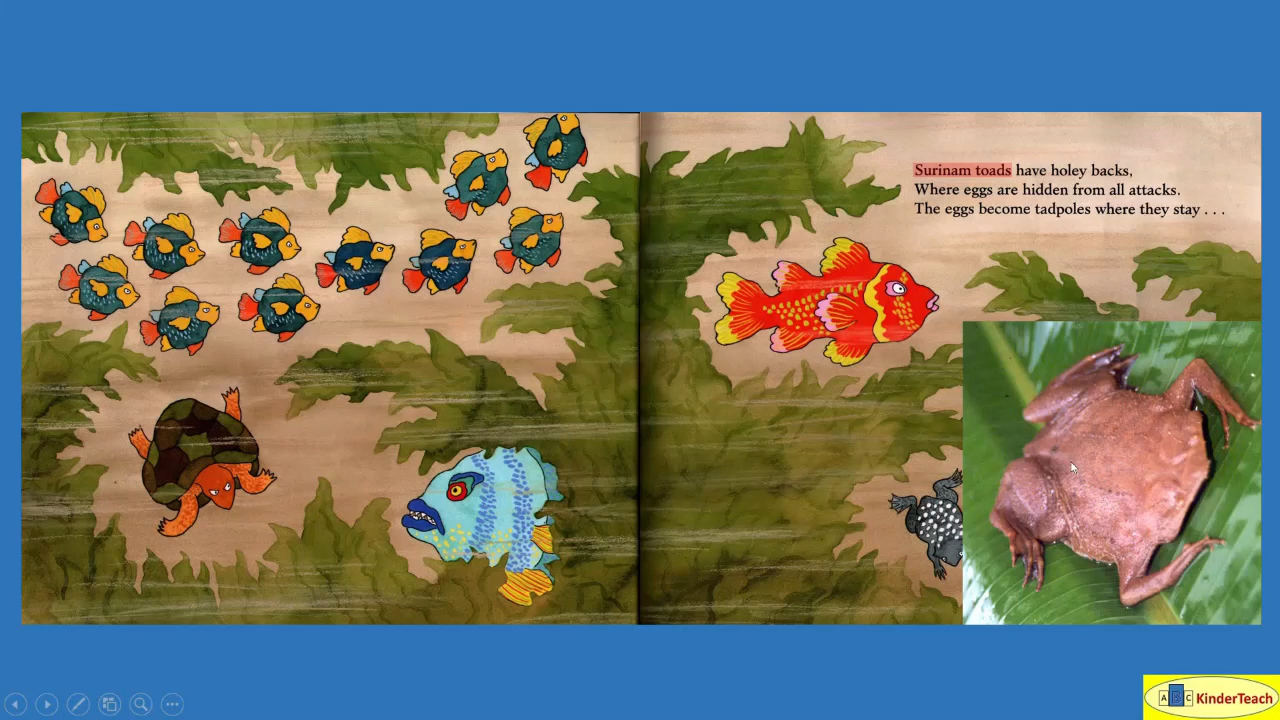 Surinam toads have holey backs,
Where eggs are hidden from all attacks.
The eggs become tadpoles where they stay . . .
A B C KinderTeach